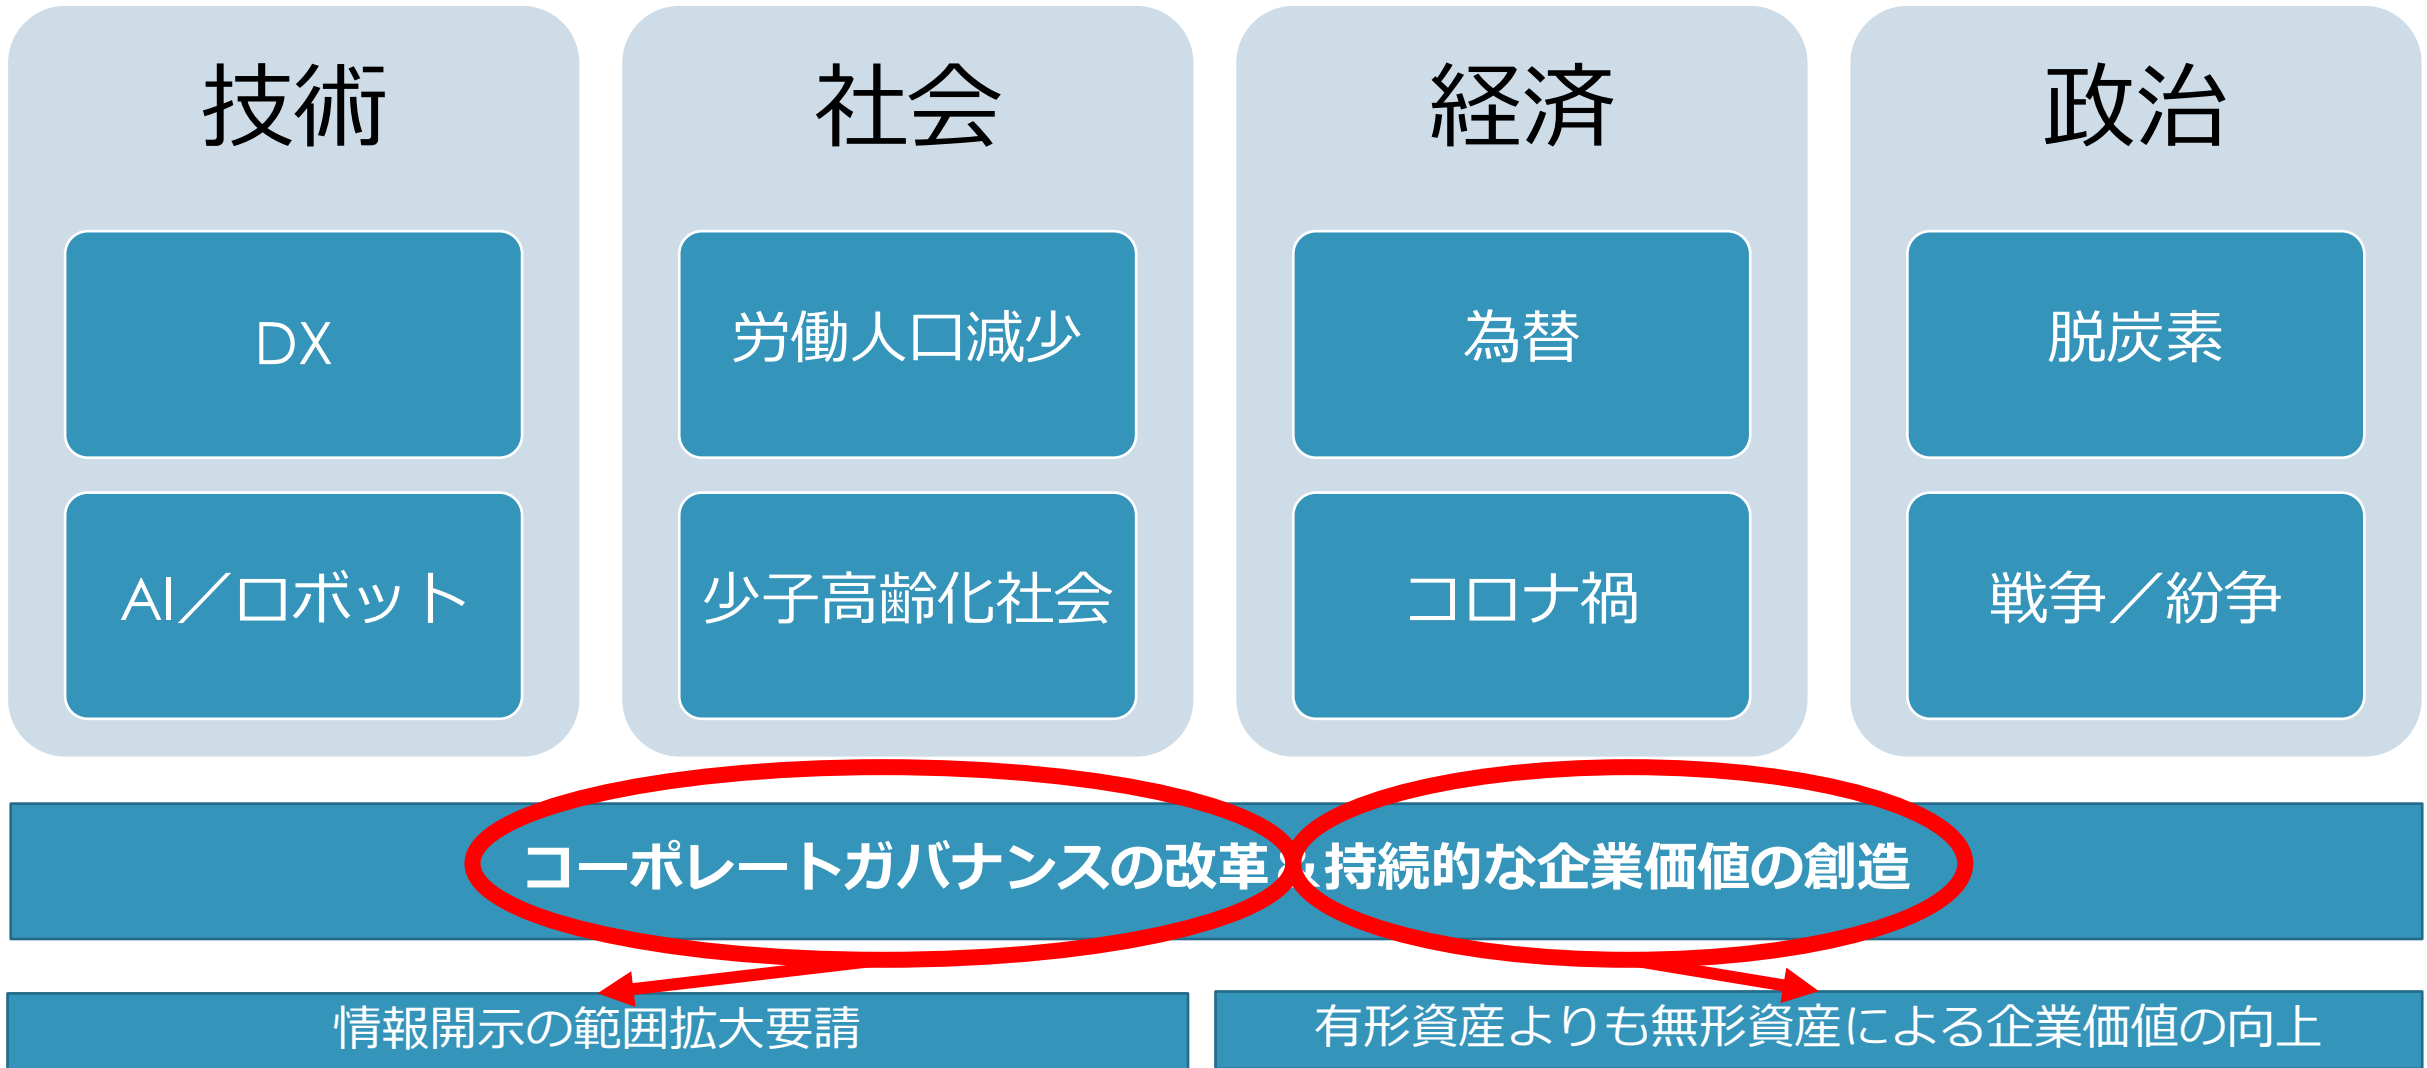 技術
DX
AI／ロボット
社会
労働人口減少
少子高齢化社会
経済
為替
コロナ禍
政治
脱炭素
戦争／紛争
コーポレートガバナンスの改革&持続的な企業価値の創造
情報開示の範囲拡大要請
有形資産よりも無形資産による企業価値の向上